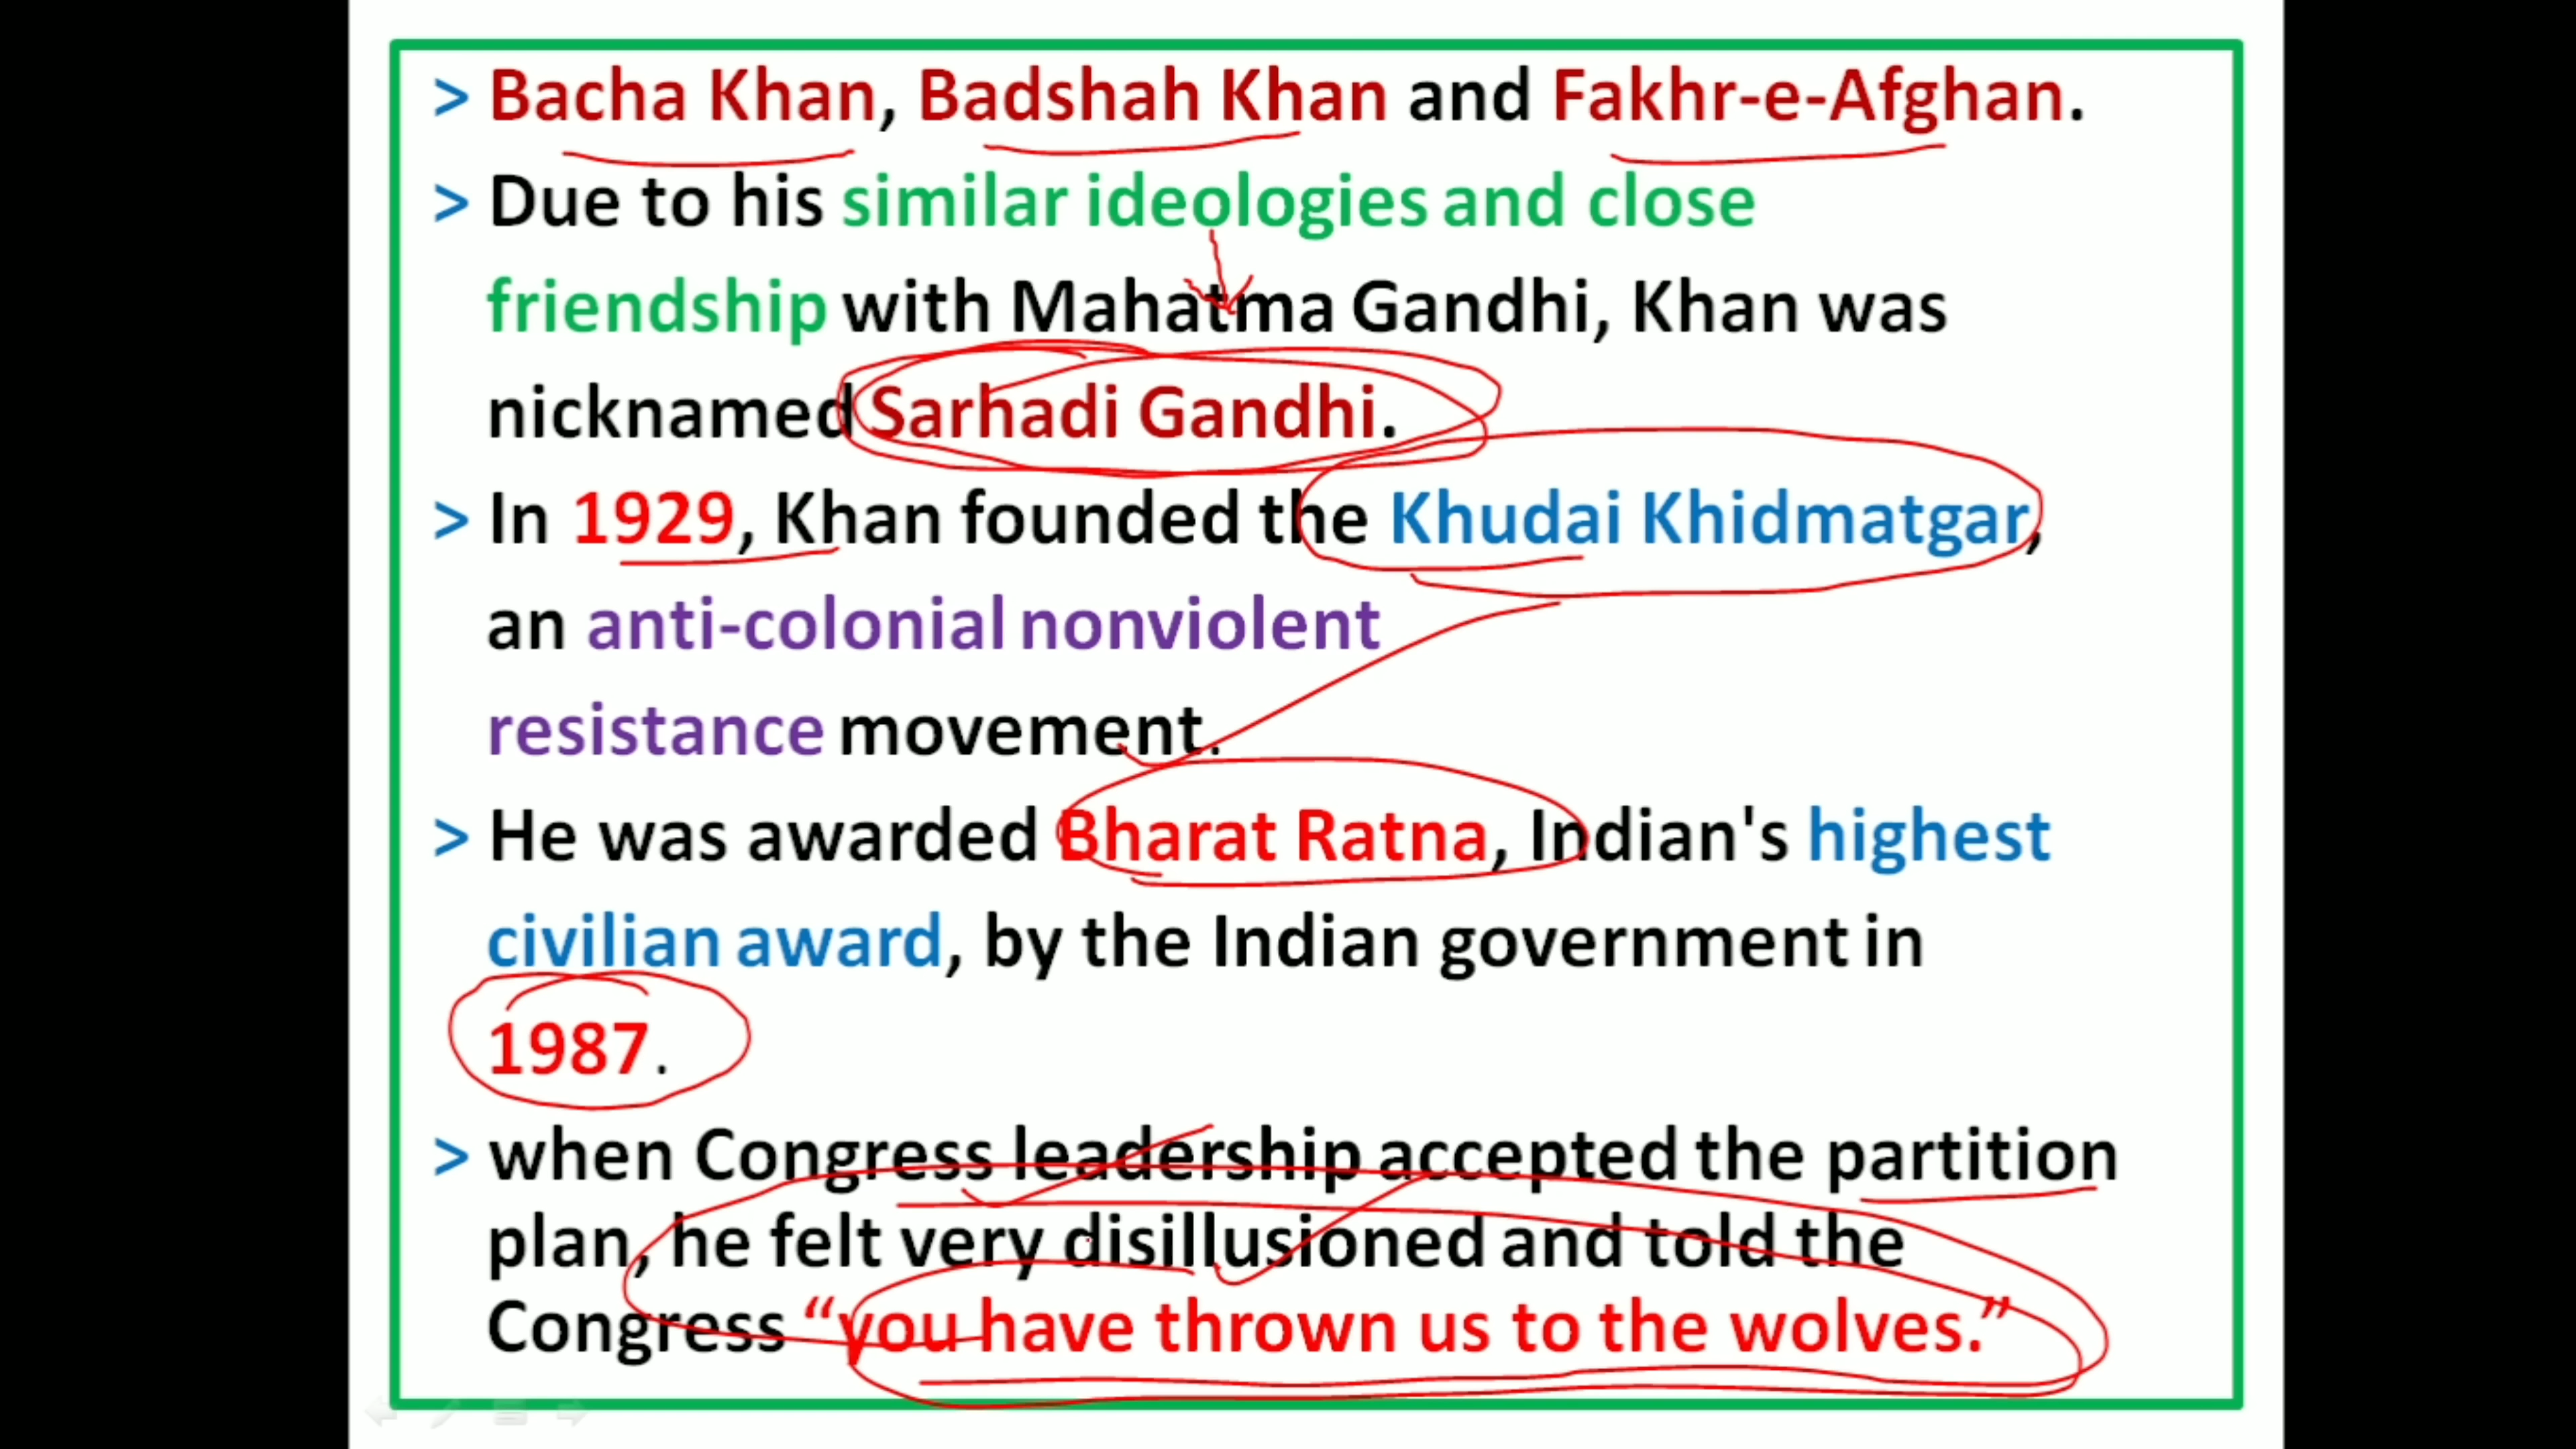 > Bacha Khan, Badshah Khan and Fakhr-e-Afghan.
> Due to his similar ideologies and close
friendship with Mahatma Gandhi, Khan was
nicknamed Sarhadi Gandhi.
> In 1929, Khan founded the Khudai Khidmatgar,
an anti-colonial nonviolent
resistance movement.
> He was awarded Bharat Ratna, Indian's highest
civilian award, by the Indian government in
1987.
> when Congress leadership accepted the partition
plan, he felt very disillusioned and told the
Congress “you have thrown us to the wolves.”